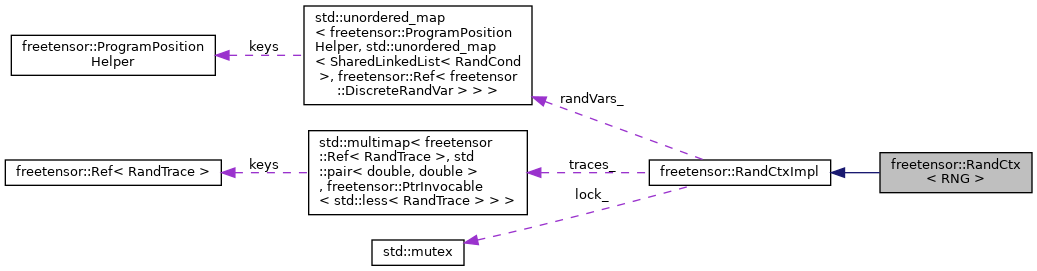 std::unordered_map
< freetensor::ProgramPosition
Helper, std::unordered_map
< SharedLinkedList< RandCond
>, freetensor::Ref< freetensor
::DiscreteRandVar > > >
freetensor::ProgramPosition
Helper
keys
randVars_
std::multimap< freetensor
::Ref< RandTrace >, std
::pair< double, double >
, freetensor::PtrInvocable
< std::less< RandTrace > > >
freetensor::Ref< RandTrace >
keys
traces_
freetensor::RandCtxImpl
freetensor::RandCtx
< RNG >
lock_
std::mutex